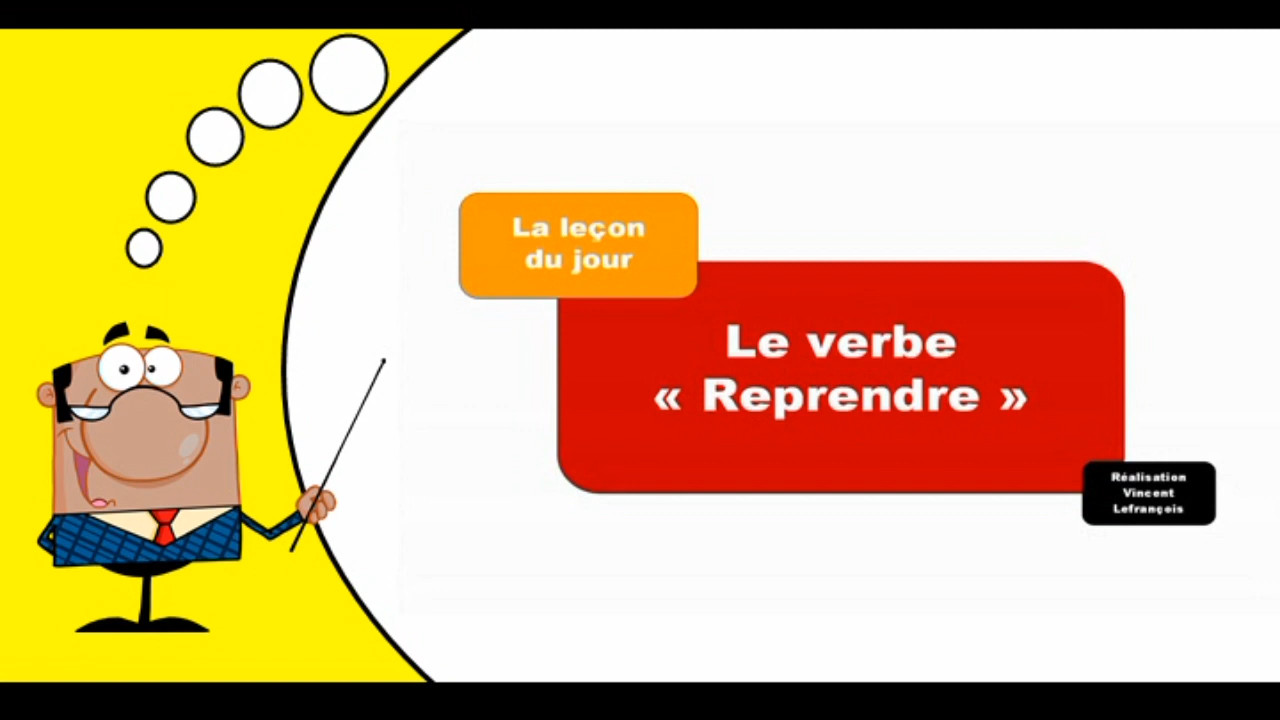 La leçon
du jour
Le verbe
« Reprendre »
Réalisation
Vincent
Lefrançois